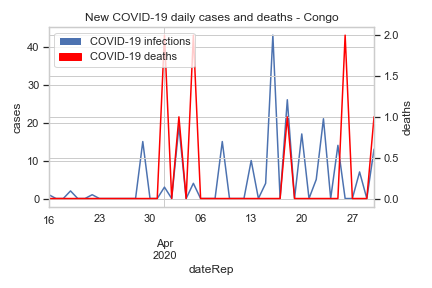 New COVID-19 daily cases and deaths - Congo
COVID-19 infections
COVID-19 deaths
40
30
20
10
0
cases
2.0
1.5
1.0
0.5
0.0
deaths
16 23 30 06 13 20 27
Apr
2020
dateRep